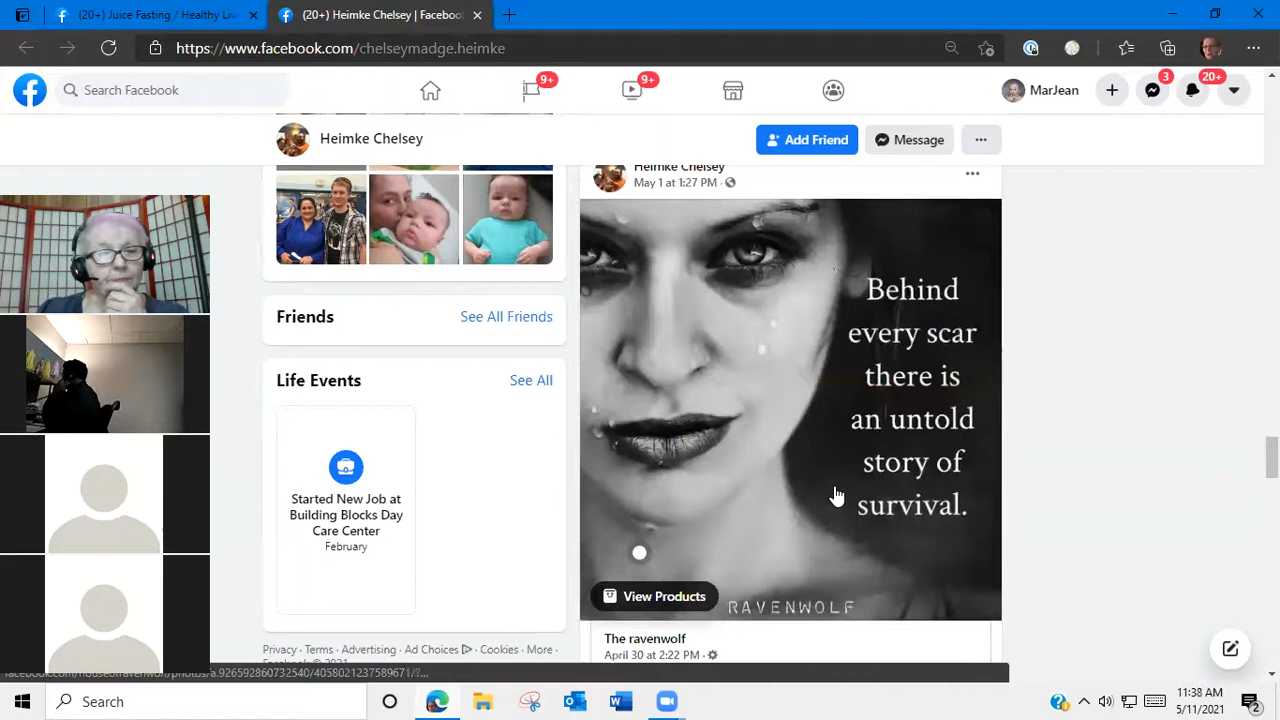 (20+) Juice Fasting / Healthy Liv
(20+) Heimke Chelsey | Facebook
https://www.facebook.com/chelseymadge.heimke
Search Facebook
9+
9+
MarJean
3
20+
Heimke Chelsey
Add Friend
Message
Heimke Chelsey
May 1 at 1:27 PM
Behind
every scar
there is
an untold
story of
survival.
RAVENWOLF
View Products
The ravenwolf
April 30 at 2:22 PM
Friends
See All Friends
Life Events
See All
Started New Job at
Building Blocks Day
Care Center
February
Privacy · Terms · Advertising · Ad Choices · Cookies · More ·
Facebook © 2021
Search
11:38 AM
5/11/2021
2